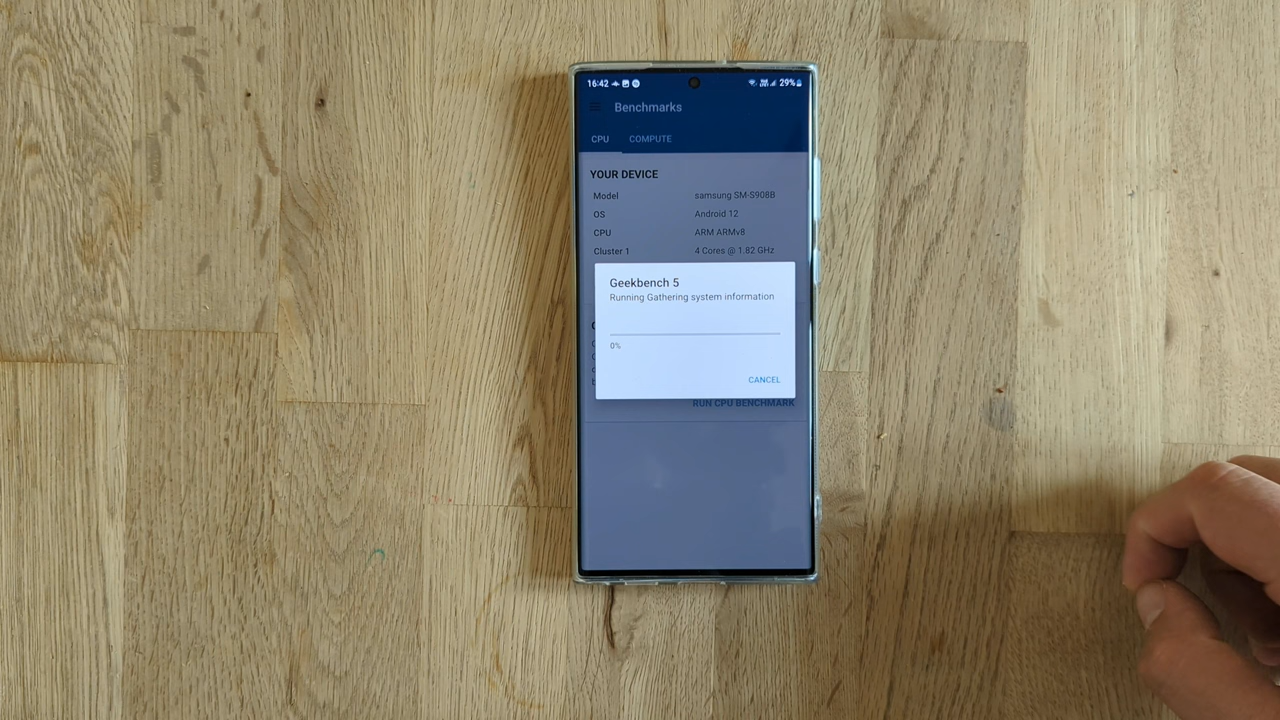 16:42 29%
Benchmarks
CPU COMPUTE
YOUR DEVICE
Model samsung SM-S908B
OS Android 12
CPU ARM ARMv8
Cluster 1 4 Cores @ 1.82 GHz
Geekbench 5
Running Gathering system information
0%
CANCEL
RUN CPU BENCHMARK